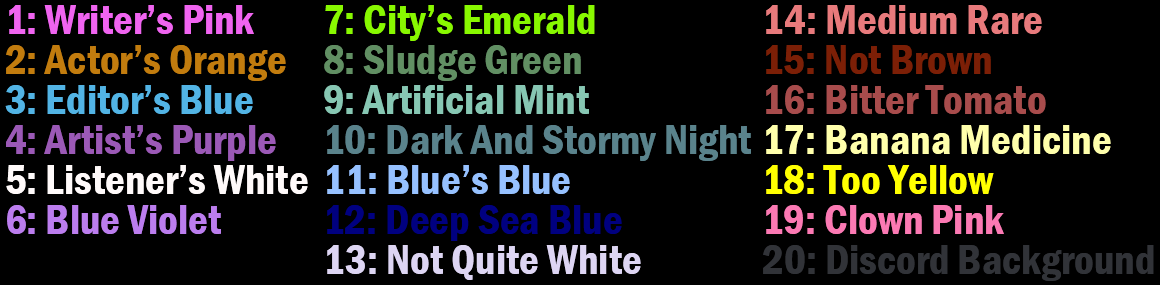 1: Writer's Pink
2: Actor's Orange
3: Editor's Blue
4: Artist's Purple
5: Listener's White
6: Blue Violet
7: City's Emerald
8: Sludge Green
9: Artificial Mint
10: Dark And Stormy Night
11: Blue's Blue
12: Deep Sea Blue
13: Not Quite White
14: Medium Rare
15: Not Brown
16: Bitter Tomato
17: Banana Medicine
18: Too Yellow
19: Clown Pink
20: Discord Background